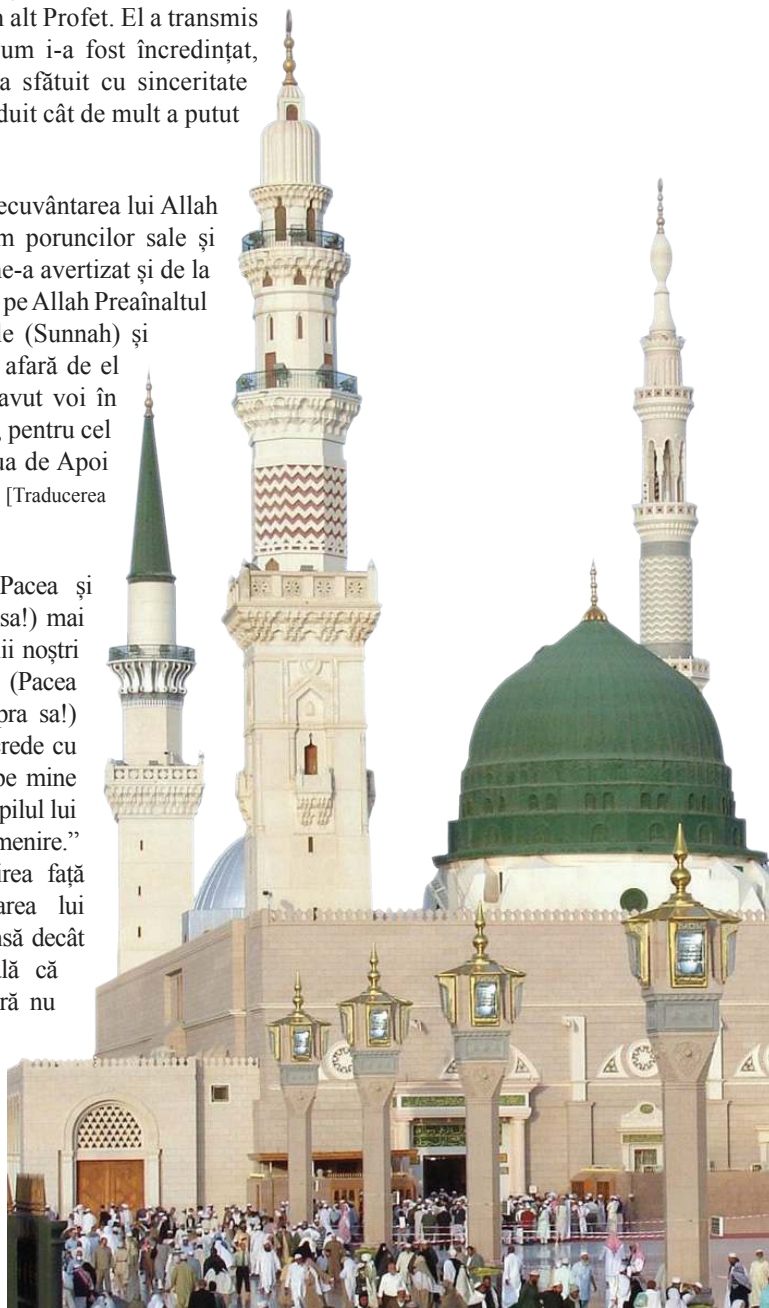 n alt Profet. El a transmis
um i-a fost încredințat,
a sfătuit cu sinceritate
duit cât de mult a putut
ecuvântarea lui Allah
m poruncilor sale și
ne-a avertizat și de la
pe Allah Preaînaltul
le (Sunnah) și
afară de el
avut voi în
, pentru cel
ua de Apoi
[Traducerea
Pacea și
sa!) mai
ii noștri
(Pacea
pra sa!)
crede cu
pe mine
pilul lui
menire.”
irea față
area lui
nsă decât
lă că
ră nu